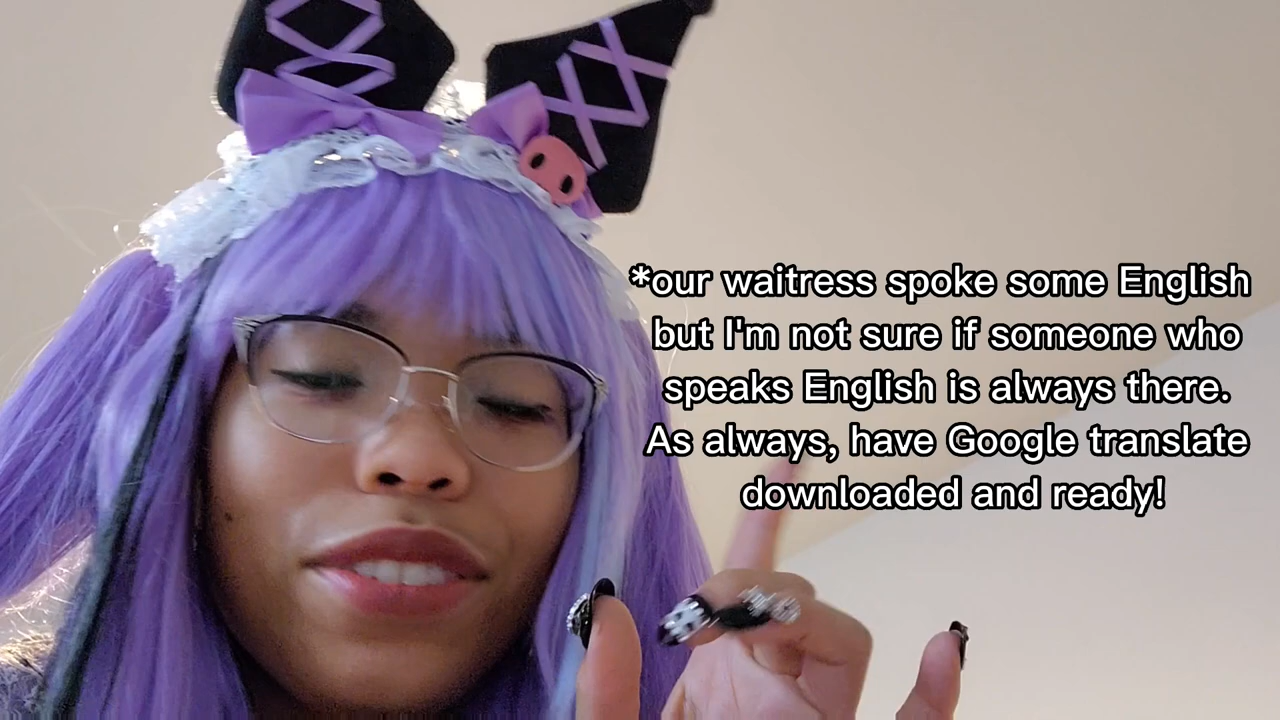 *our waitress spoke some English
but I'm not sure if someone who
speaks English is always there.
As always, have Google translate
downloaded and ready!